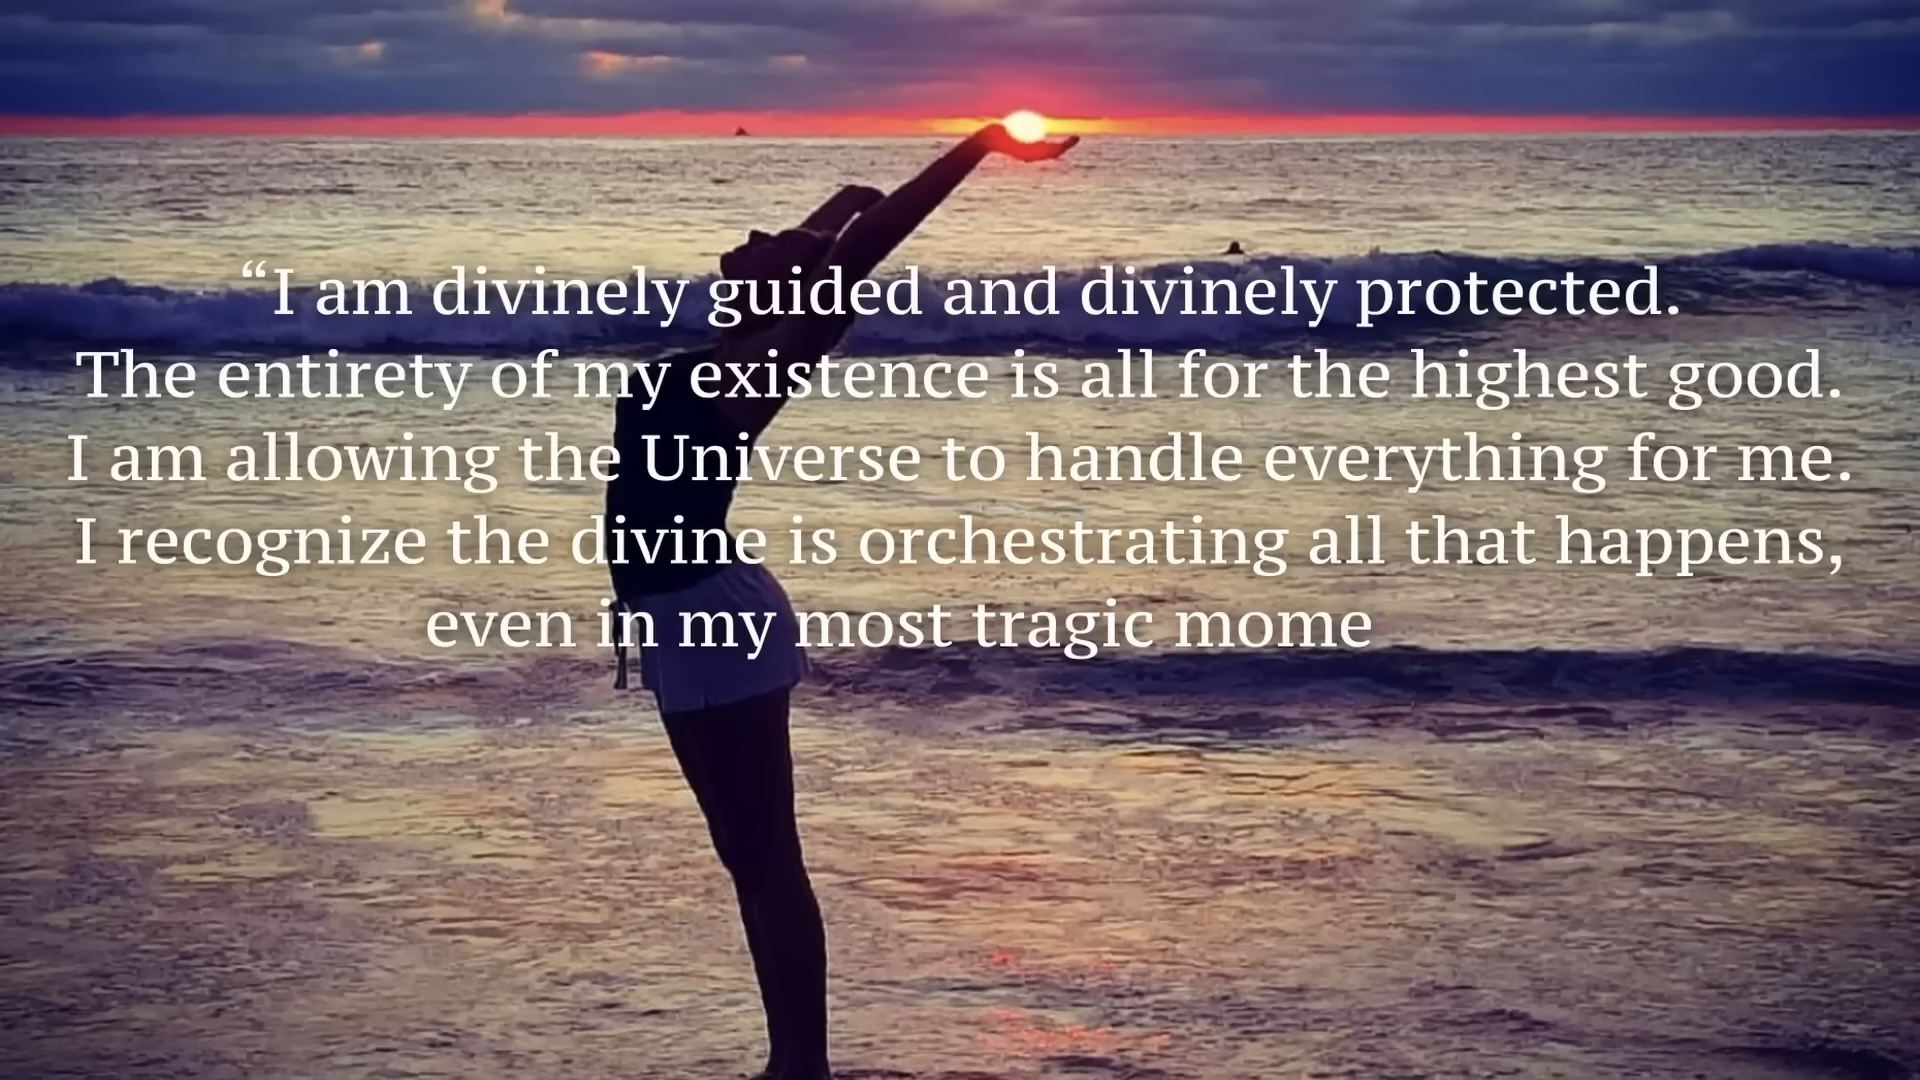 “I am divinely guided and divinely protected.
The entirety of my existence is all for the highest good.
I am allowing the Universe to handle everything for me.
I recognize the divine is orchestrating all that happens,
even in my most tragic mome